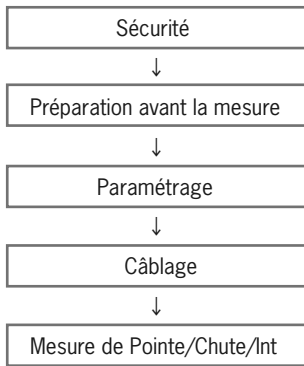 Sécurité
↓
Préparation avant la mesure
↓
Paramétrage
↓
Câblage
↓
Mesure de Pointe/Chute/Int